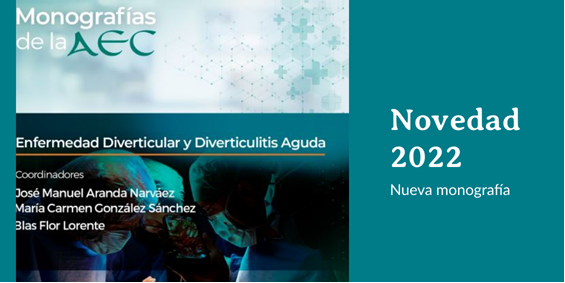 Monografías
de la AEC
Enfermedad Diverticular y Diverticulitis Aguda
Coordinadores
José Manuel Aranda Narváez
María Carmen González Sánchez
Blas Flor Lorente
Novedad
2022
Nueva monografía